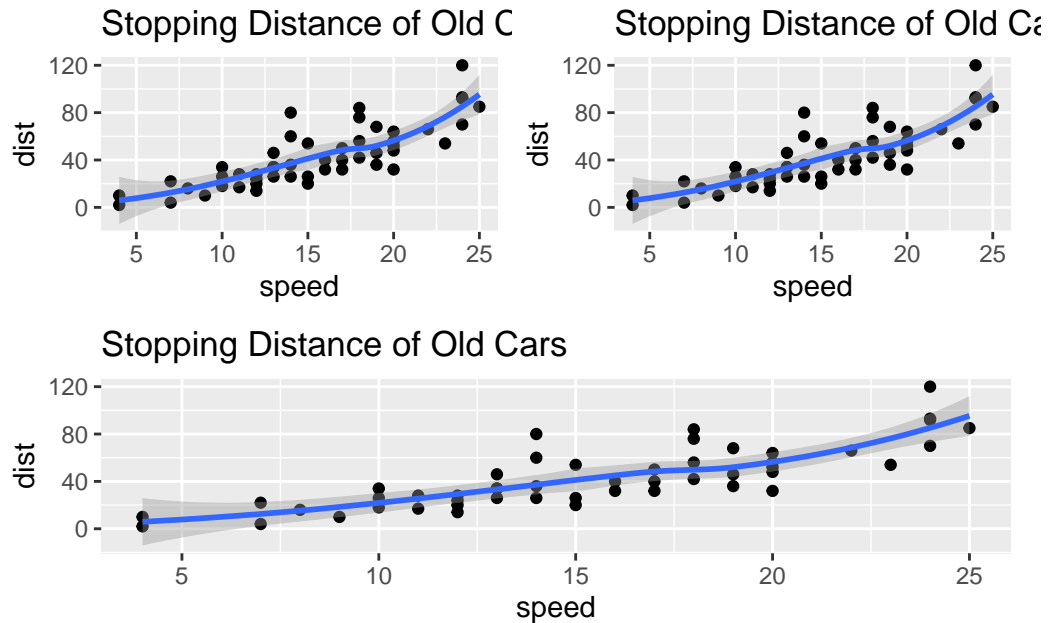 Stopping Distance of Old C
120
80
40
0
dist
5 10 15 20 25
speed
Stopping Distance of Old Ca
120
80
40
0
dist
5 10 15 20 25
speed
Stopping Distance of Old Cars
120
80
40
0
dist
5 10 15 20 25
speed